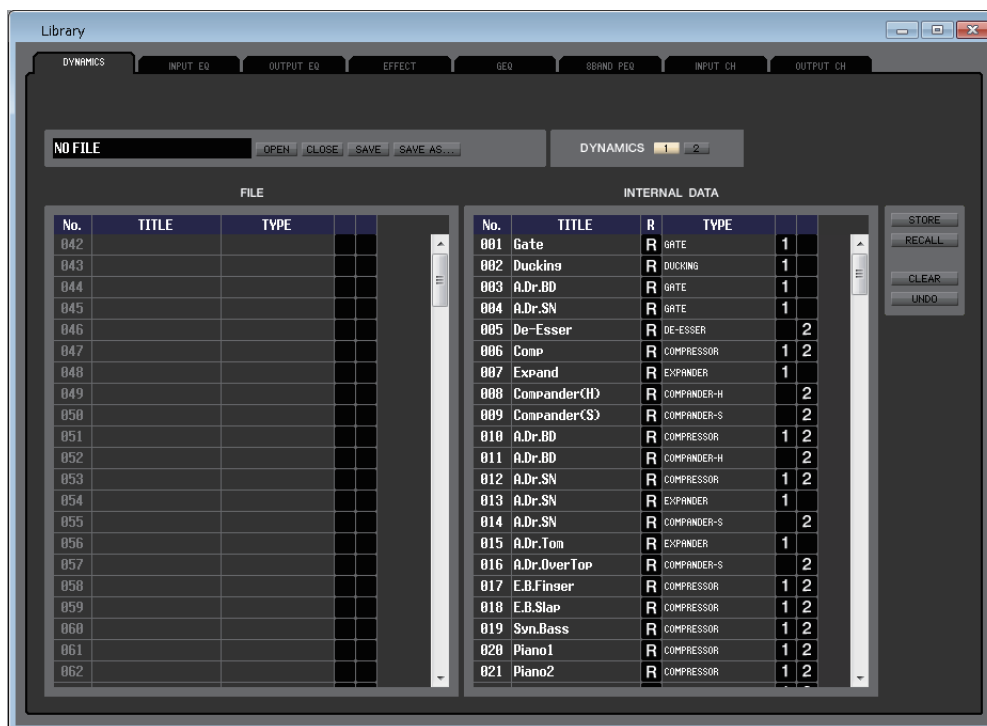 Library
DYNAMICS INPUT EQ OUTPUT EQ EFFECT GEQ 8BAND PEQ INPUT CH OUTPUT CH
NO FILE OPEN CLOSE SAVE SAVE AS... DYNAMICS 1 2
FILE
No. TITLE TYPE
042
043
044
045
046
047
048
049
050
051
052
053
054
055
056
057
058
059
060
061
062
INTERNAL DATA
No. TITLE R TYPE
001 Gate R GATE 1
002 Ducking R DUCKING 1
003 A.Dr.BD R GATE 1
004 A.Dr.SN R GATE 1
005 De-Esser R DE-ESSER 2
006 Comp R COMPRESSOR 1 2
007 Expand R EXPANDER 1
008 Compander(H) R COMPANDER-H 2
009 Compander(S) R COMPANDER-S 2
010 A.Dr.BD R COMPRESSOR 1 2
011 A.Dr.BD R COMPANDER-H 2
012 A.Dr.SN R COMPRESSOR 1 2
013 A.Dr.SN R EXPANDER 1
014 A.Dr.SN R COMPANDER-S 2
015 A.Dr.Tom R EXPANDER 1
016 A.Dr.OverTop R COMPANDER-S 2
017 E.B.Finger R COMPRESSOR 1 2
018 E.B.Slap R COMPRESSOR 1 2
019 Syn.Bass R COMPRESSOR 1 2
020 Piano1 R COMPRESSOR 1 2
021 Piano2 R COMPRESSOR 1 2
STORE
RECALL
CLEAR
UNDO